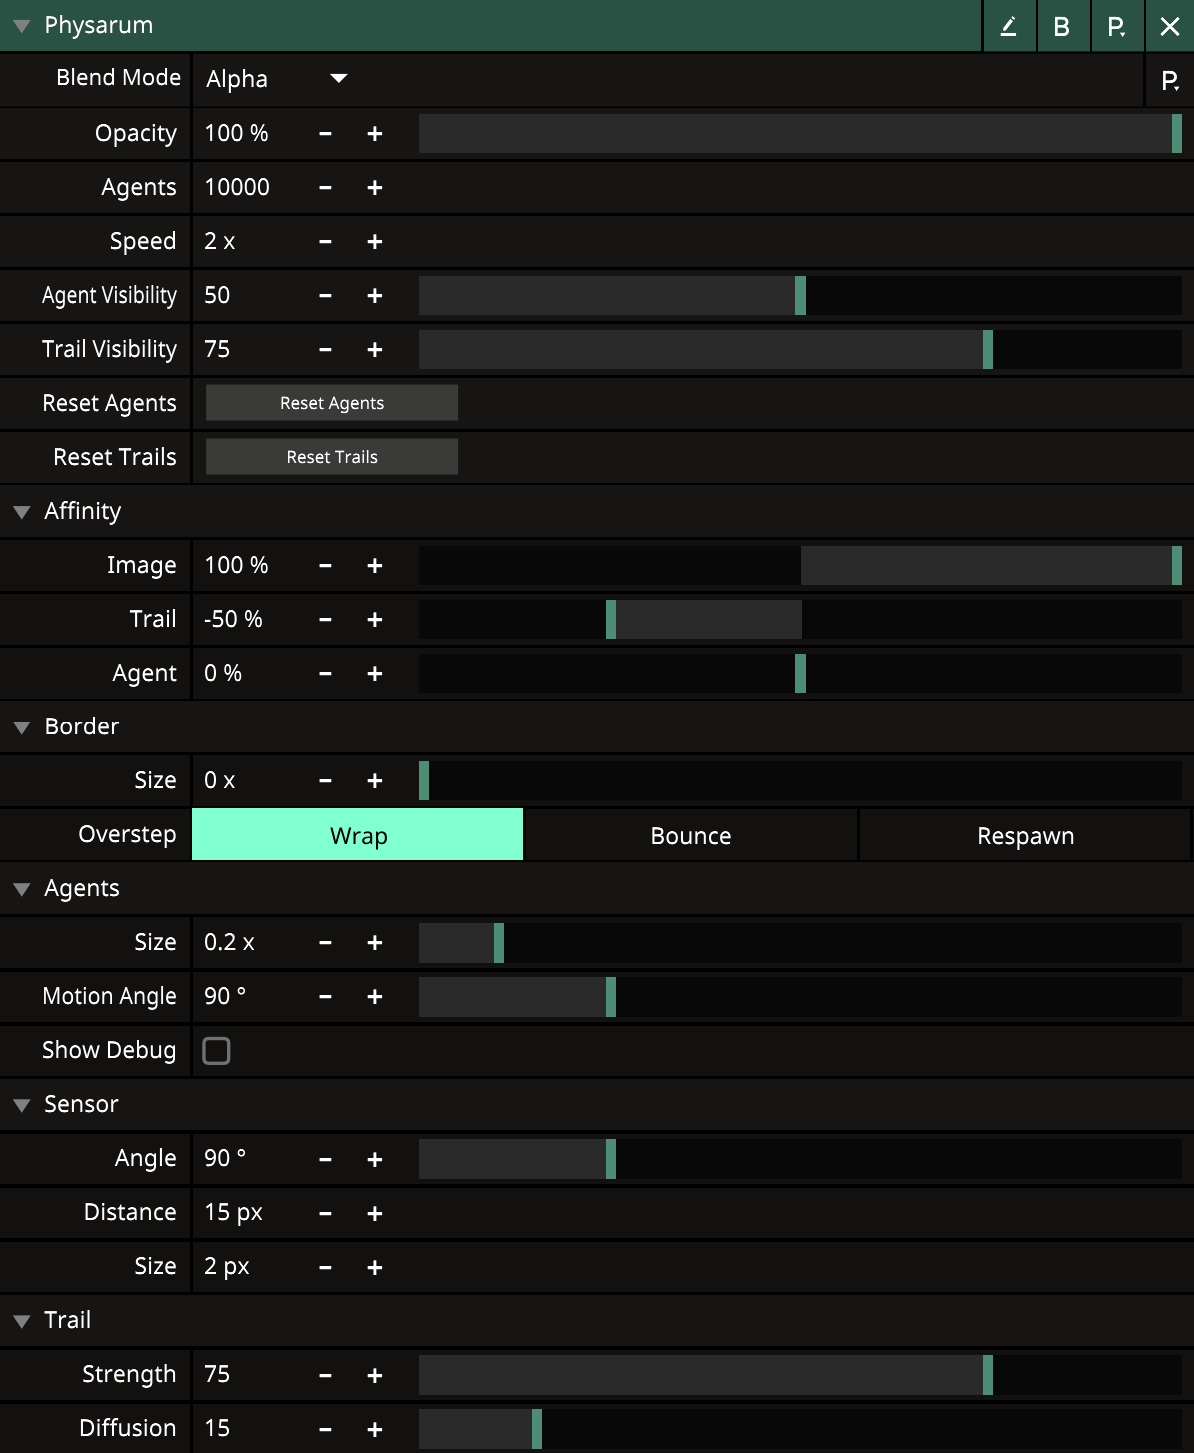 Physarum B P
Blend Mode Alpha P
Opacity 100 % - +
Agents 10000 - +
Speed 2 x - +
Agent Visibility 50 - +
Trail Visibility 75 - +
Reset Agents Reset Agents
Reset Trails Reset Trails
Affinity
Image 100 % - +
Trail -50 % - +
Agent 0 % - +
Border
Size 0 x - +
Overstep Wrap Bounce Respawn
Agents
Size 0.2 x - +
Motion Angle 90 ° - +
Show Debug
Sensor
Angle 90 ° - +
Distance 15 px - +
Size 2 px - +
Trail
Strength 75 - +
Diffusion 15 - +